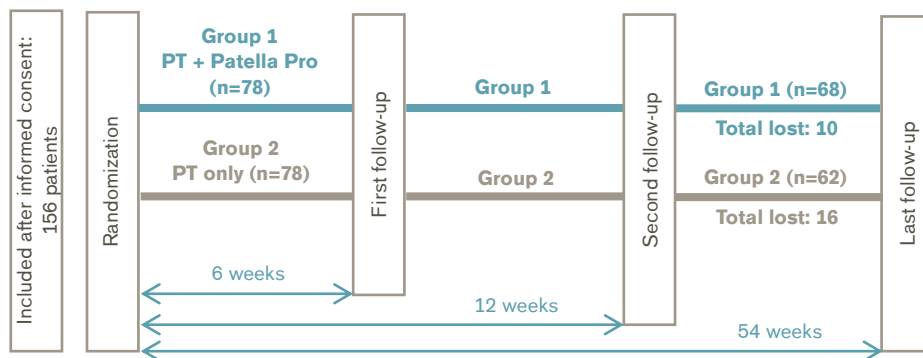 Included after informed consent:
156 patients
Randomization
Group 1
PT + Patella Pro
(n=78)
Group 2
PT only (n=78)
First follow-up
Group 1
Group 2
Second follow-up
Group 1 (n=68)
Total lost: 10
Group 2 (n=62)
Total lost: 16
Last follow-up
6 weeks
12 weeks
54 weeks